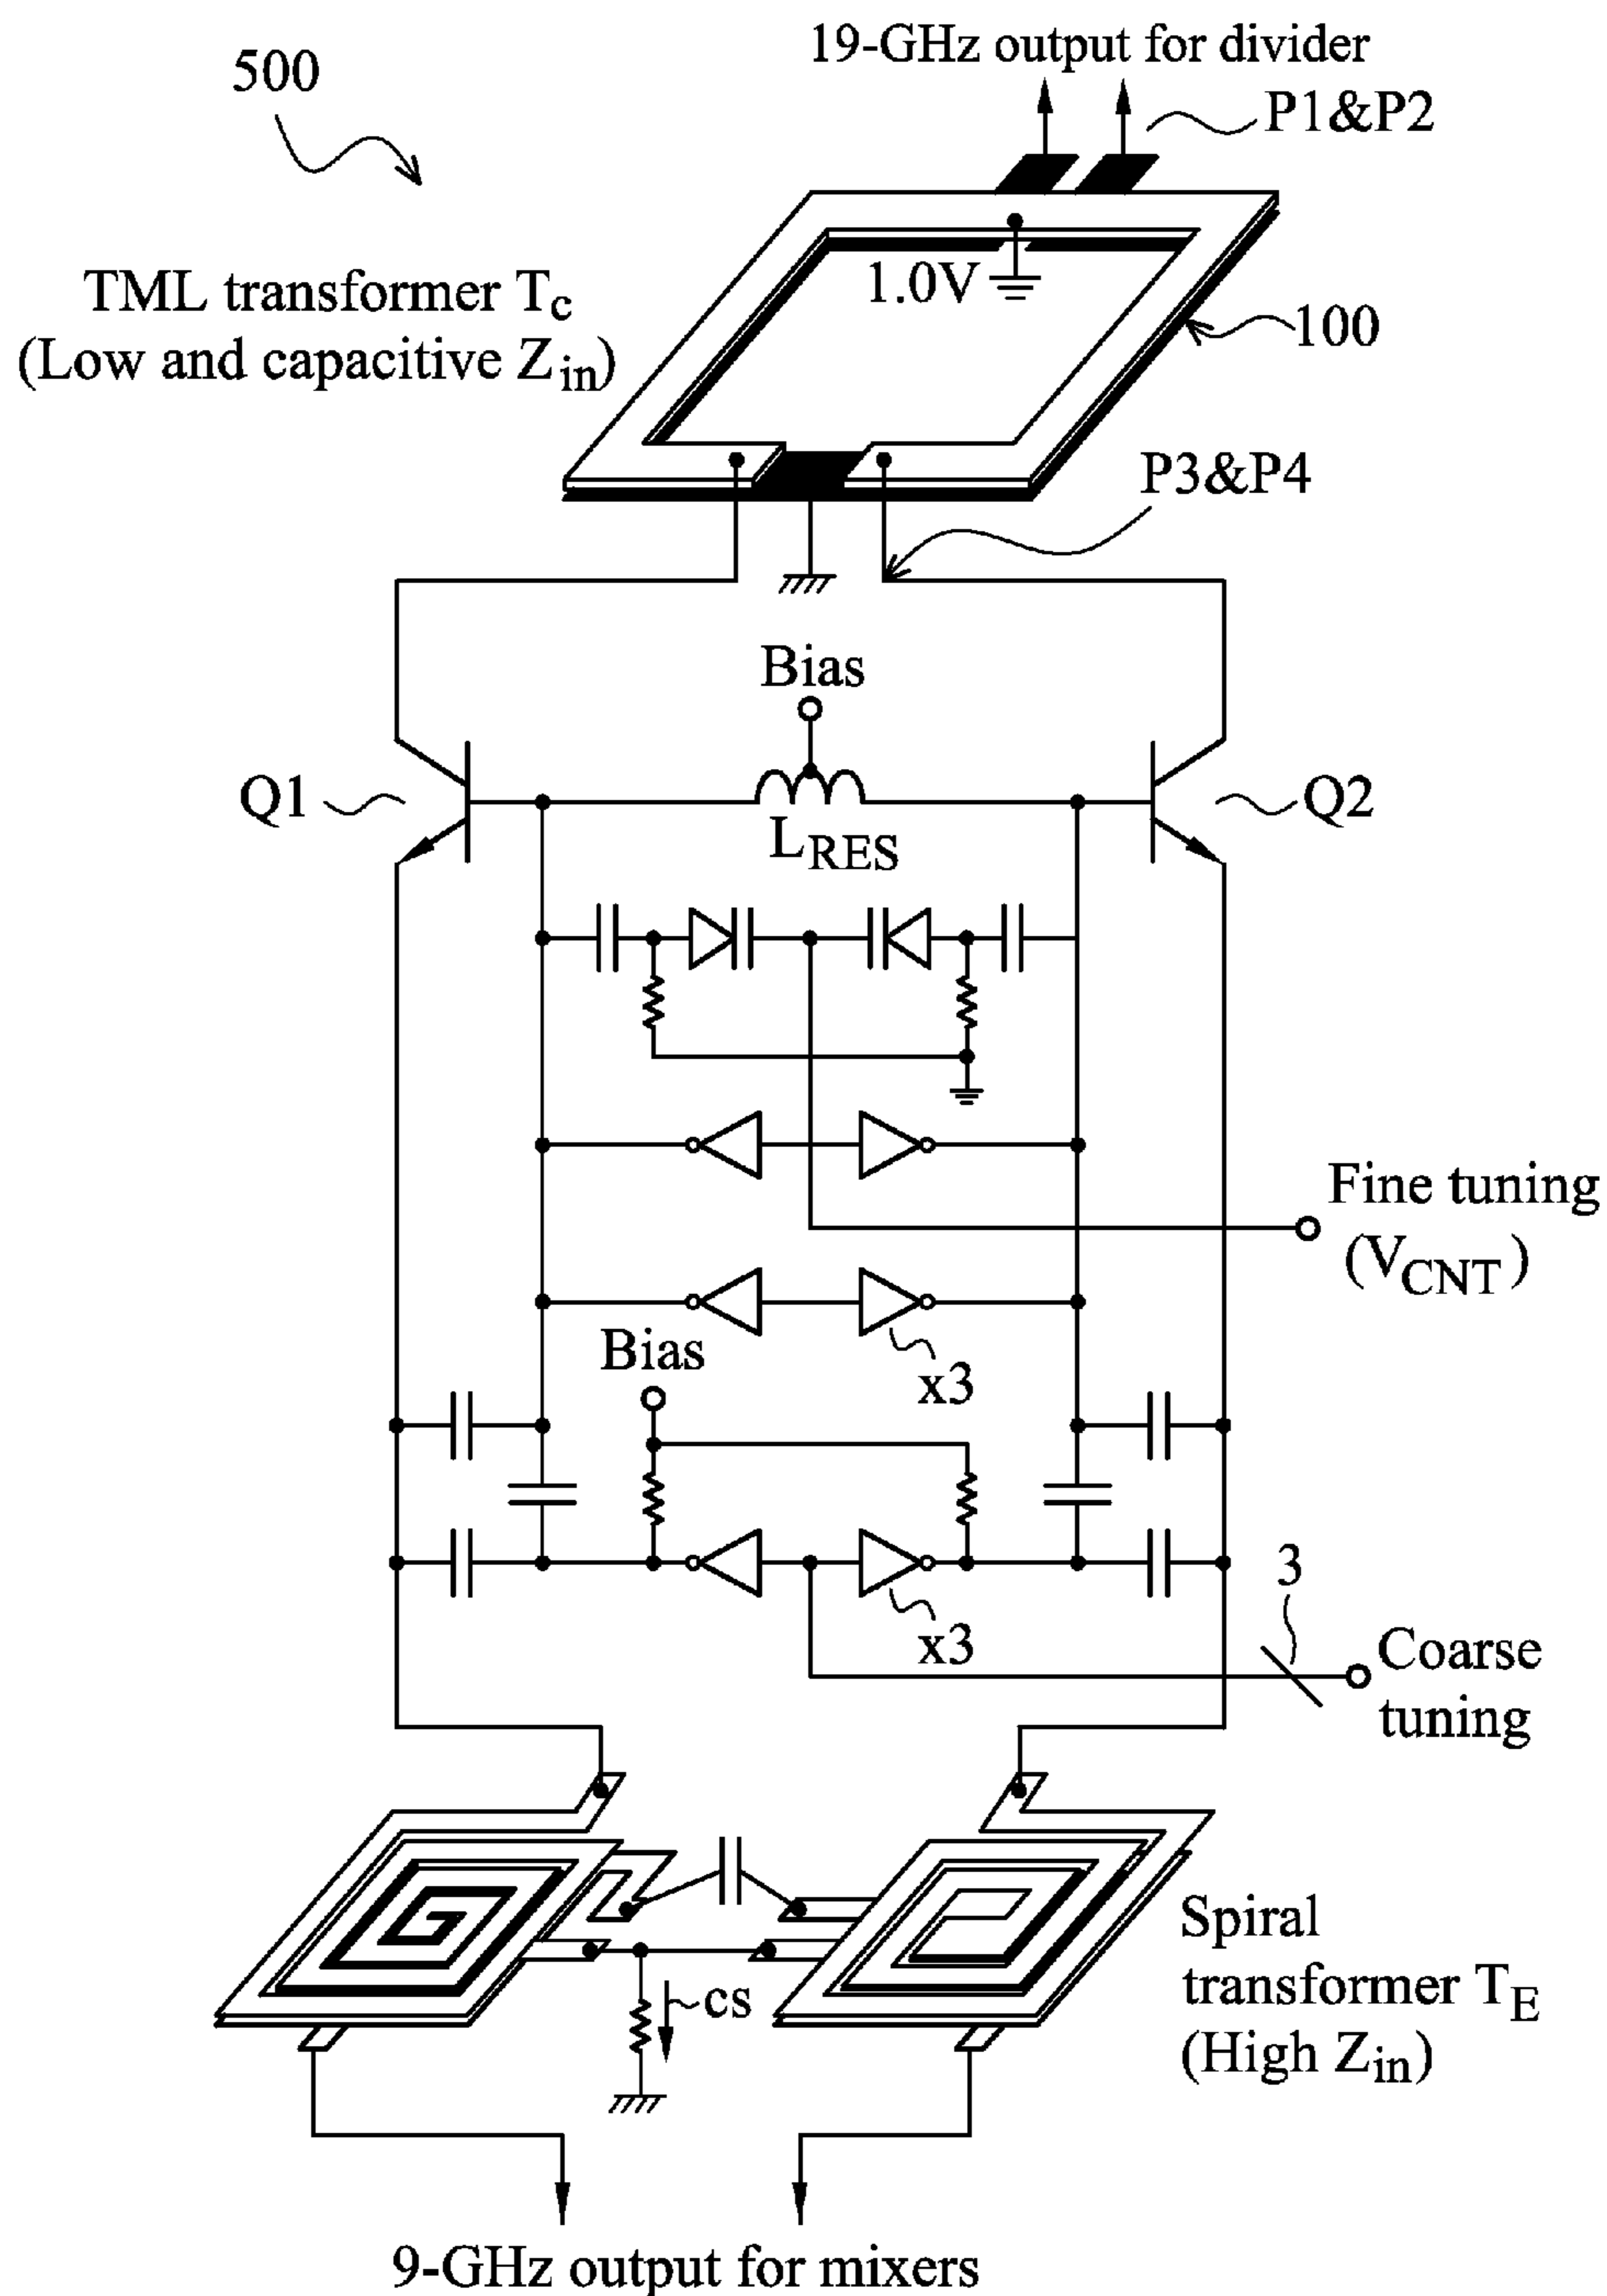 19-GHz output for divider
500
P1&P2
TML transformer Tc
(Low and capacitive Zin)
1.0V
100
P3&P4
Bias
Q1
Q2
LRES
Fine tuning
(VCNT)
Bias
x3
3
x3
Coarse
tuning
Spiral
transformer TE
(High Zin)
cs
9-GHz output for mixers